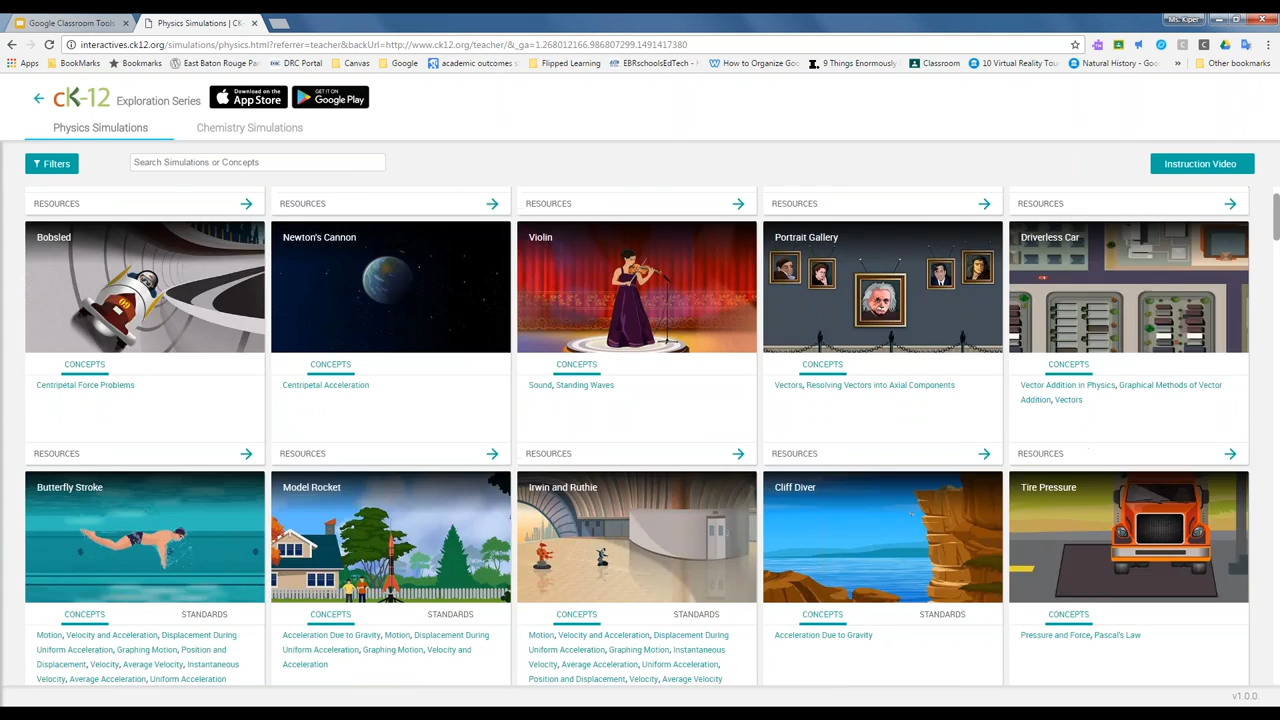 Google Classroom Tools
Physics Simulations | CK-
Ms. Kiper
interactives.ck12.org/simulations/physics.html?referrer=teacher&backUrl=http://www.ck12.org/teacher/&_ga=1.268012166.986807299.1491417380
Apps BookMarks Bookmarks East Baton Rouge Par DRC Portal Canvas Google academic outcomes s Flipped Learning EBRschoolsEdTech - How to Organize Goo 9 Things Enormously Classroom 10 Virtual Reality Tou Natural History - Goo » Other bookmarks
cK-12 Exploration Series
Download on the App Store
GET IT ON Google Play
Physics Simulations Chemistry Simulations
Filters Search Simulations or Concepts Instruction Video
RESOURCES RESOURCES RESOURCES RESOURCES RESOURCES
Bobsled Newton's Cannon Violin Portrait Gallery Driverless Car
CONCEPTS CONCEPTS CONCEPTS CONCEPTS CONCEPTS
Centripetal Force Problems Centripetal Acceleration Sound, Standing Waves Vectors, Resolving Vectors into Axial Components Vector Addition in Physics, Graphical Methods of Vector
Addition, Vectors
RESOURCES RESOURCES RESOURCES RESOURCES RESOURCES
Butterfly Stroke Model Rocket Irwin and Ruthie Cliff Diver Tire Pressure
CONCEPTS STANDARDS CONCEPTS STANDARDS CONCEPTS STANDARDS CONCEPTS STANDARDS CONCEPTS
Motion, Velocity and Acceleration, Displacement During Acceleration Due to Gravity, Motion, Displacement During Motion, Velocity and Acceleration, Displacement During Acceleration Due to Gravity Pressure and Force, Pascal's Law
Uniform Acceleration, Graphing Motion, Position and Uniform Acceleration, Graphing Motion, Velocity and Uniform Acceleration, Graphing Motion, Instantaneous
Displacement, Velocity, Average Velocity, Instantaneous Acceleration Velocity, Average Acceleration, Uniform Acceleration,
Velocity, Average Acceleration, Uniform Acceleration Position and Displacement, Velocity, Average Velocity
v1.0.0.